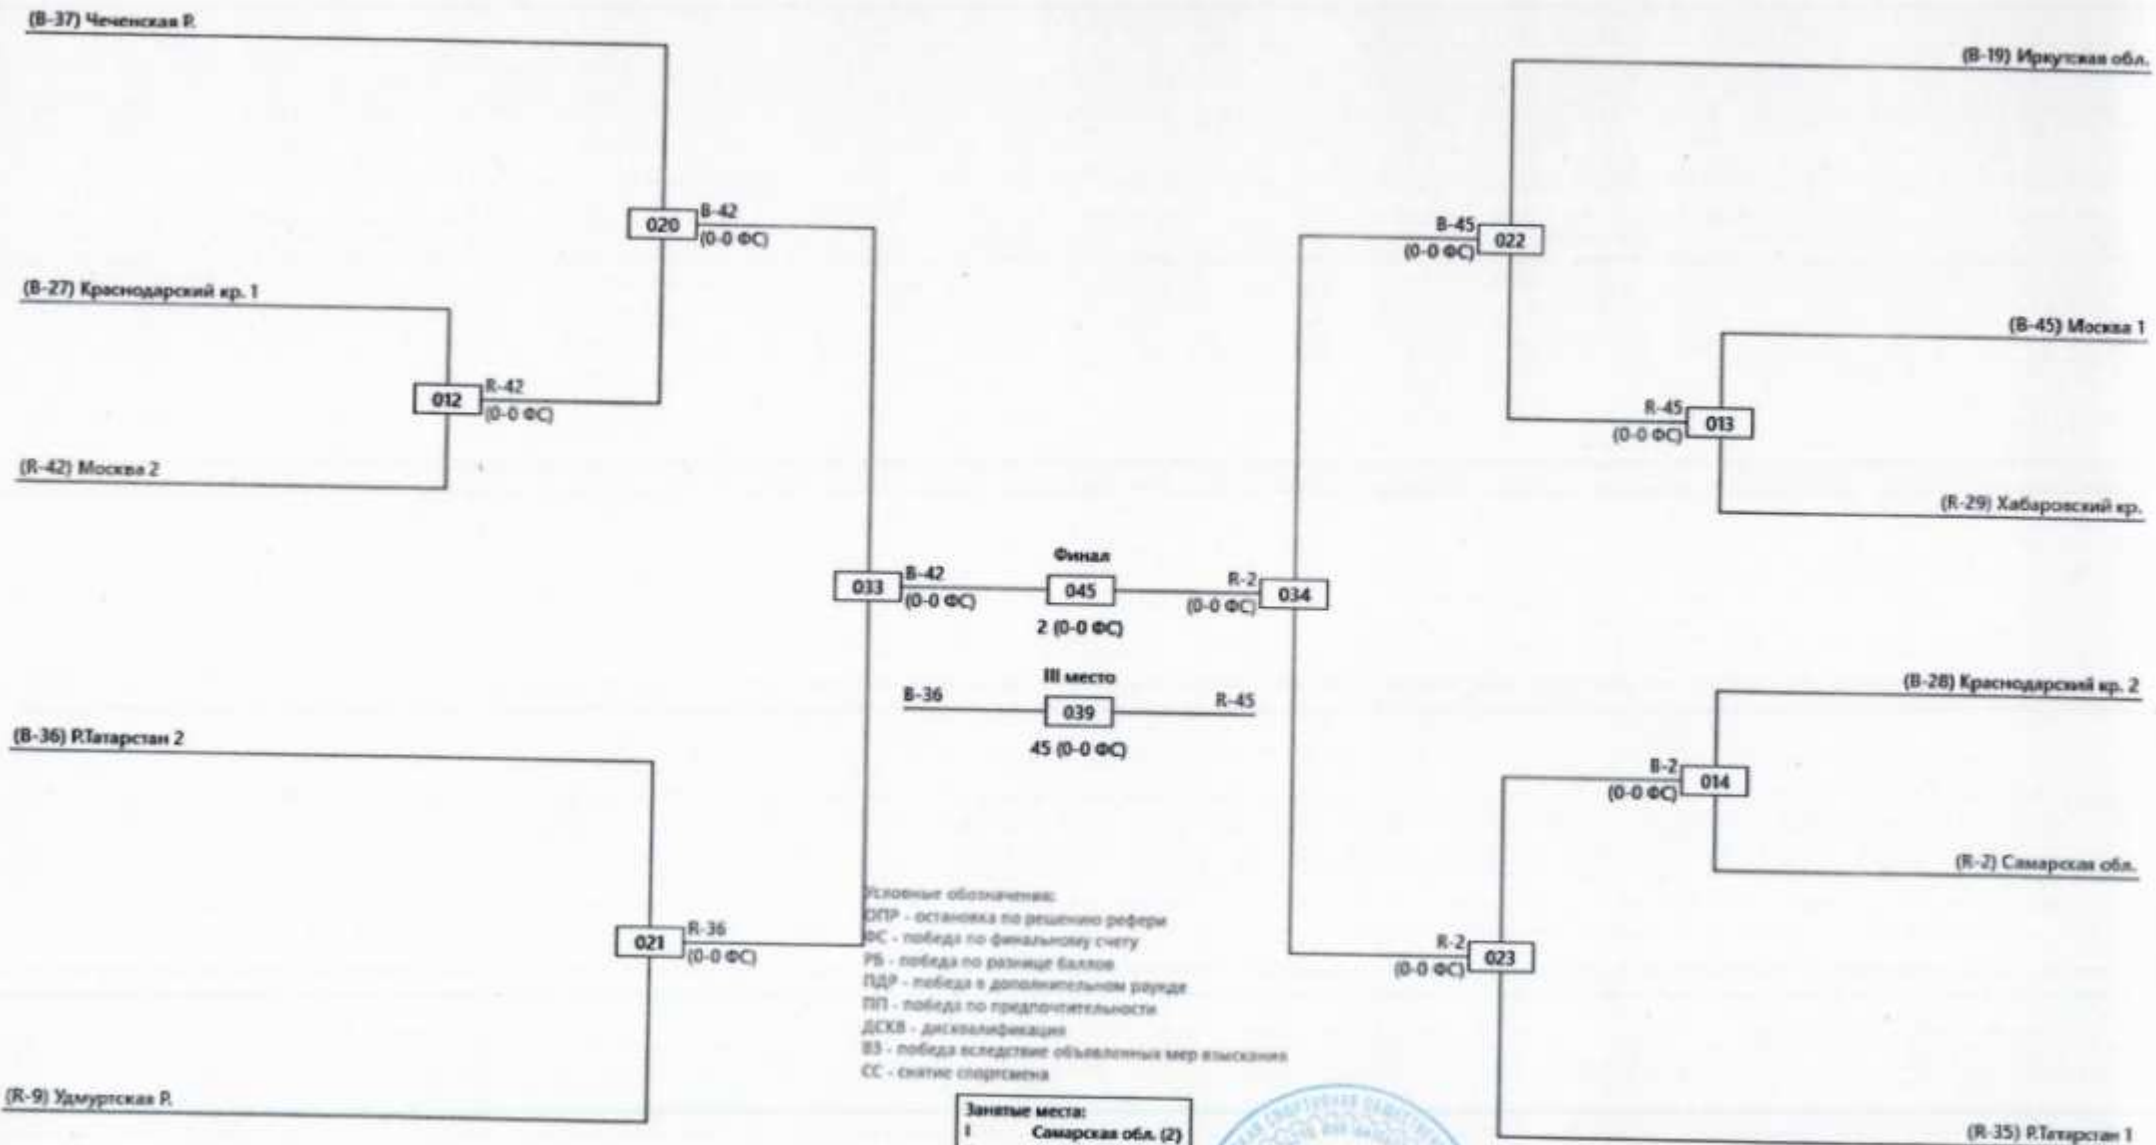 (B-37) Чеченская Р.
(B-19) Иркутская обл.
B-42
020
(0-0 ФС)
B-45
022
(0-0 ФС)
(B-27) Краснодарский кр. 1
(B-45) Москва 1
R-42
012
(0-0 ФС)
R-45
013
(0-0 ФС)
(R-42) Москва 2
(R-29) Хабаровский кр.
Финал
033
B-42
(0-0 ФС)
045
R-2
(0-0 ФС)
034
2 (0-0 ФС)
III место
B-36
039
R-45
45 (0-0 ФС)
(B-28) Краснодарский кр. 2
(B-36) Р.Татарстан 2
B-2
014
(0-0 ФС)
(R-2) Самарская обл.
021
R-36
(0-0 ФС)
R-2
023
(0-0 ФС)
Условные обозначения:
ОПР - остановка по решению рефери
ФС - победа по финальному счету
РБ - победа по разнице баллов
ПДР - победа в дополнительном раунде
ПП - победа по предпочтительности
ДСКВ - дисквалификация
ВЗ - победа вследствие объявленных мер взыскания
СС - снятие спортсмена
(R-9) Удмуртская Р.
Занятые места:
I Самарская обл. (2)
(R-35) Р.Татарстан 1